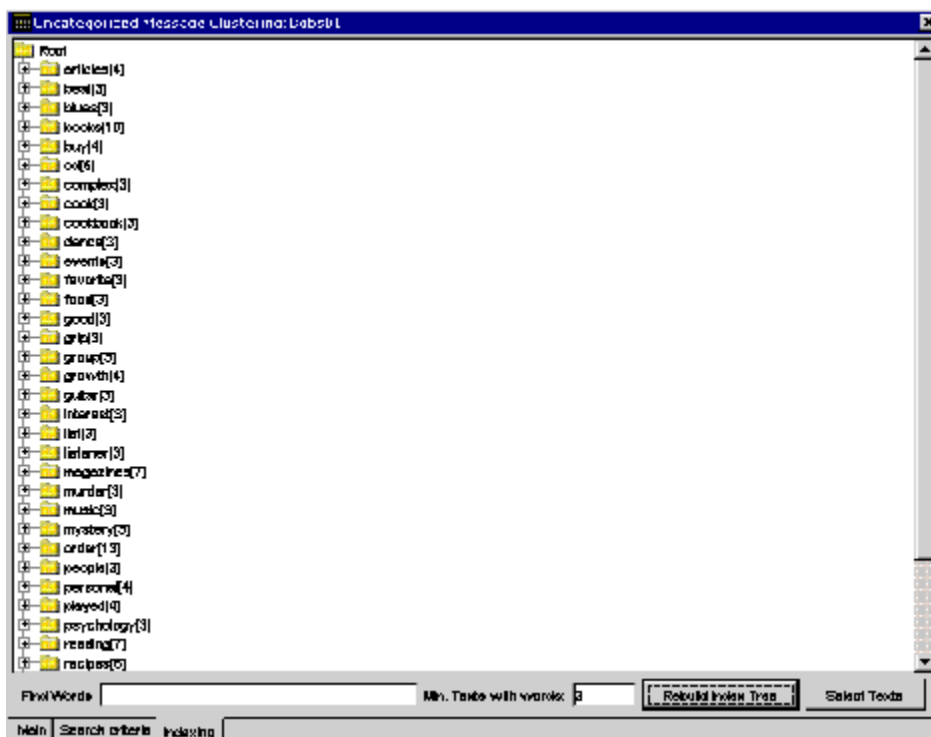 Uncategorized Message Clustering: Dabs01
Root
articles[4]
beat[3]
blues[3]
books[10]
buy[4]
cd[6]
complex[3]
cook[3]
cookbook[3]
dance[3]
events[3]
favorite[3]
food[3]
good[3]
grip[3]
group[3]
growth[4]
guitar[3]
interest[3]
list[3]
listener[3]
magazines[7]
murder[3]
music[3]
mystery[3]
order[13]
people[3]
personal[4]
played[4]
psychology[3]
reading[7]
recipes[5]
Find Words Min. Texts with words: 3 Rebuild Index Tree Select Texts
Main Search criteria Indexing